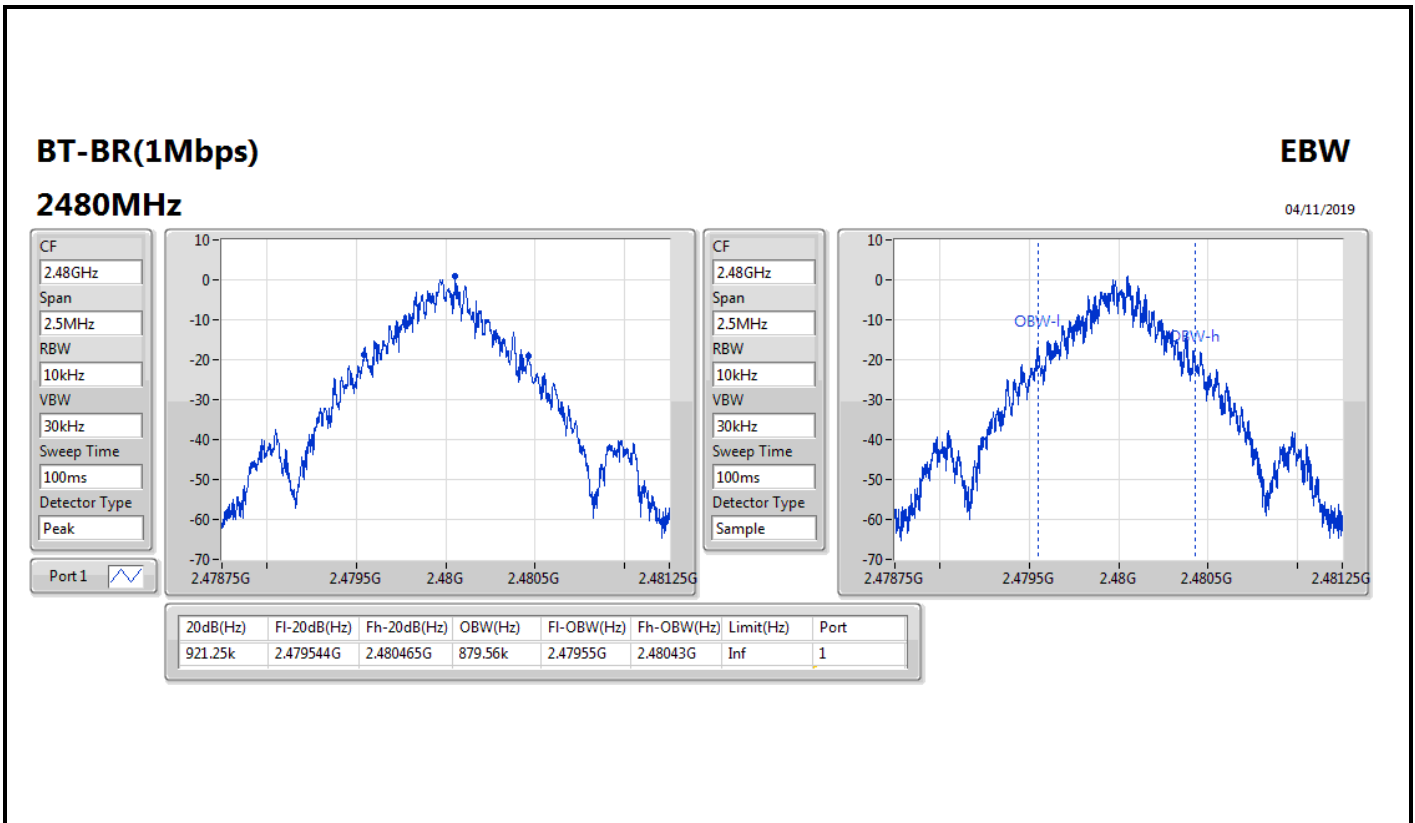 BT-BR(1Mbps)
EBW
2480MHz
04/11/2019
CF
2.48GHz
Span
2.5MHz
RBW
10kHz
VBW
30kHz
Sweep Time
100ms
Detector Type
Peak
Port 1
10
0
-10
-20
-30
-40
-50
-60
-70
2.47875G 2.4795G 2.48G 2.4805G 2.48125G
CF
2.48GHz
Span
2.5MHz
RBW
10kHz
VBW
30kHz
Sweep Time
100ms
Detector Type
Sample
10
0
-10
-20
-30
-40
-50
-60
-70
OBW-l
OBW-h
2.47875G 2.4795G 2.48G 2.4805G 2.48125G
20dB(Hz) Fl-20dB(Hz) Fh-20dB(Hz) OBW(Hz) Fl-OBW(Hz) Fh-OBW(Hz) Limit(Hz) Port
921.25k 2.479544G 2.480465G 879.56k 2.47955G 2.48043G Inf 1